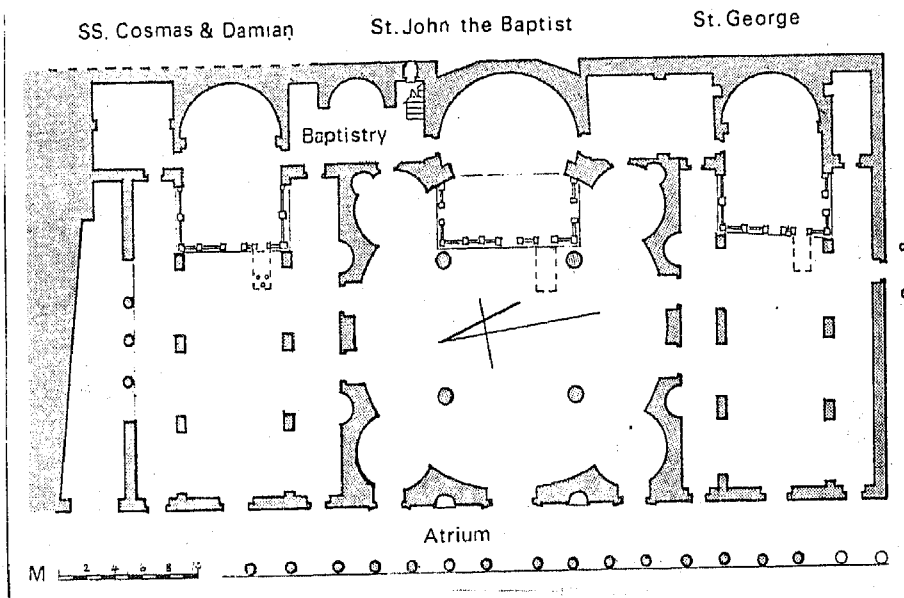 SS. Cosmas & Damian
St. John the Baptist
St. George
Baptistry
Atrium
M 2 4 6 8 10